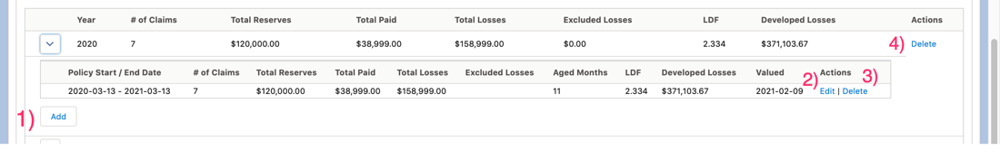 Year # of Claims Total Reserves Total Paid Total Losses Excluded Losses LDF Developed Losses Actions
2020 7 $120,000.00 $38,999.00 $158,999.00 $0.00 2.334 $371,103.67 4) Delete
Policy Start / End Date # of Claims Total Reserves Total Paid Total Losses Excluded Losses Aged Months LDF Developed Losses Valued Actions
2020-03-13 - 2021-03-13 7 $120,000.00 $38,999.00 $158,999.00 11 2.334 $371,103.67 2021-02-09 2) Edit | Delete 3)
1) Add